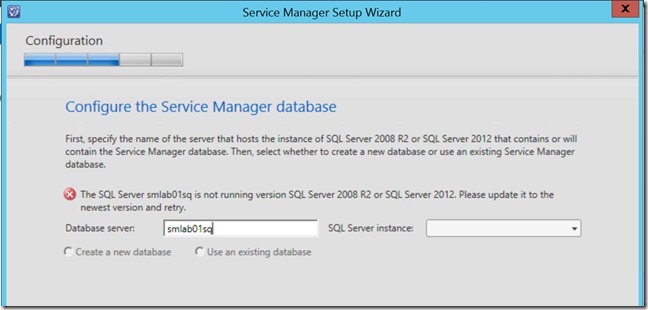 Service Manager Setup Wizard
x
Configuration
Configure the Service Manager database
First, specify the name of the server that hosts the instance of SQL Server 2008 R2 or SQL Server 2012 that contains or will
contain the Service Manager database. Then, select whether to create a new database or use an existing Service Manager
database.
The SQL Server smlab01sq is not running version SQL Server 2008 R2 or SQL Server 2012. Please update it to the
newest version and retry.
Database server: smlab01sq SQL Server instance:
Create a new database Use an existing database